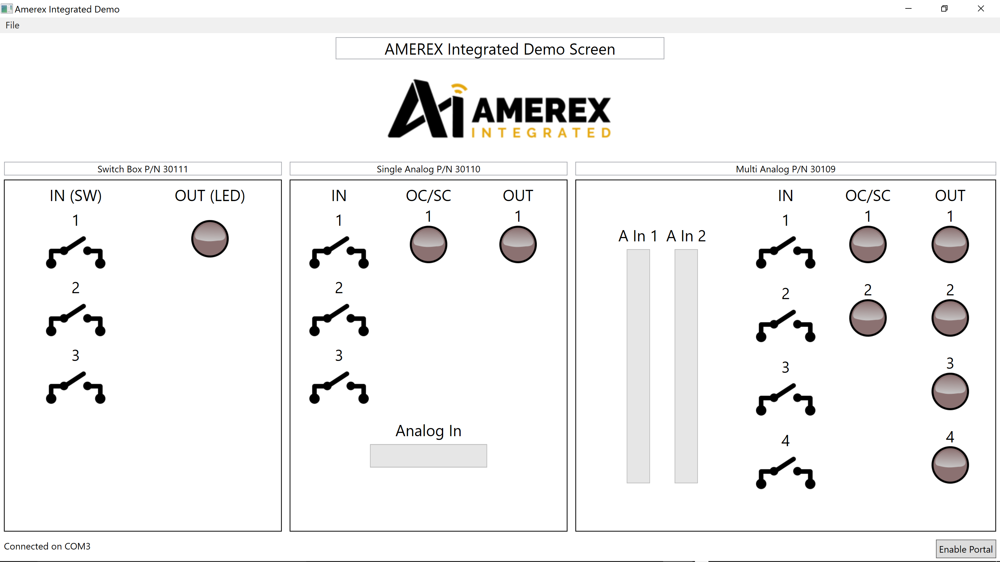 Amerex Integrated Demo
File
AMEREX Integrated Demo Screen
Ai AMEREX
INTEGRATED
Switch Box P/N 30111
IN (SW) OUT (LED)
1
2
3
Single Analog P/N 30110
IN OC/SC OUT
1 1 1
2
3
Analog In
Multi Analog P/N 30109
IN OC/SC OUT
1 1 1
A In 1 A In 2
2 2 2
3 3
4 4
Connected on COM3
Enable Portal